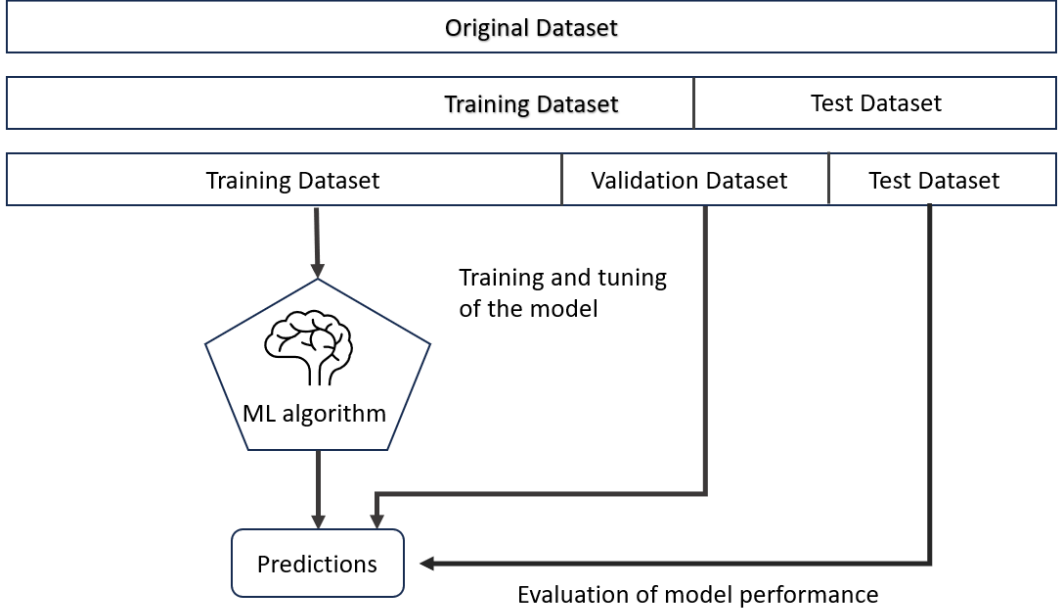 Original Dataset
Training Dataset
Test Dataset
Training Dataset
Validation Dataset
Test Dataset
Training and tuning
of the model
ML algorithm
Predictions
Evaluation of model performance